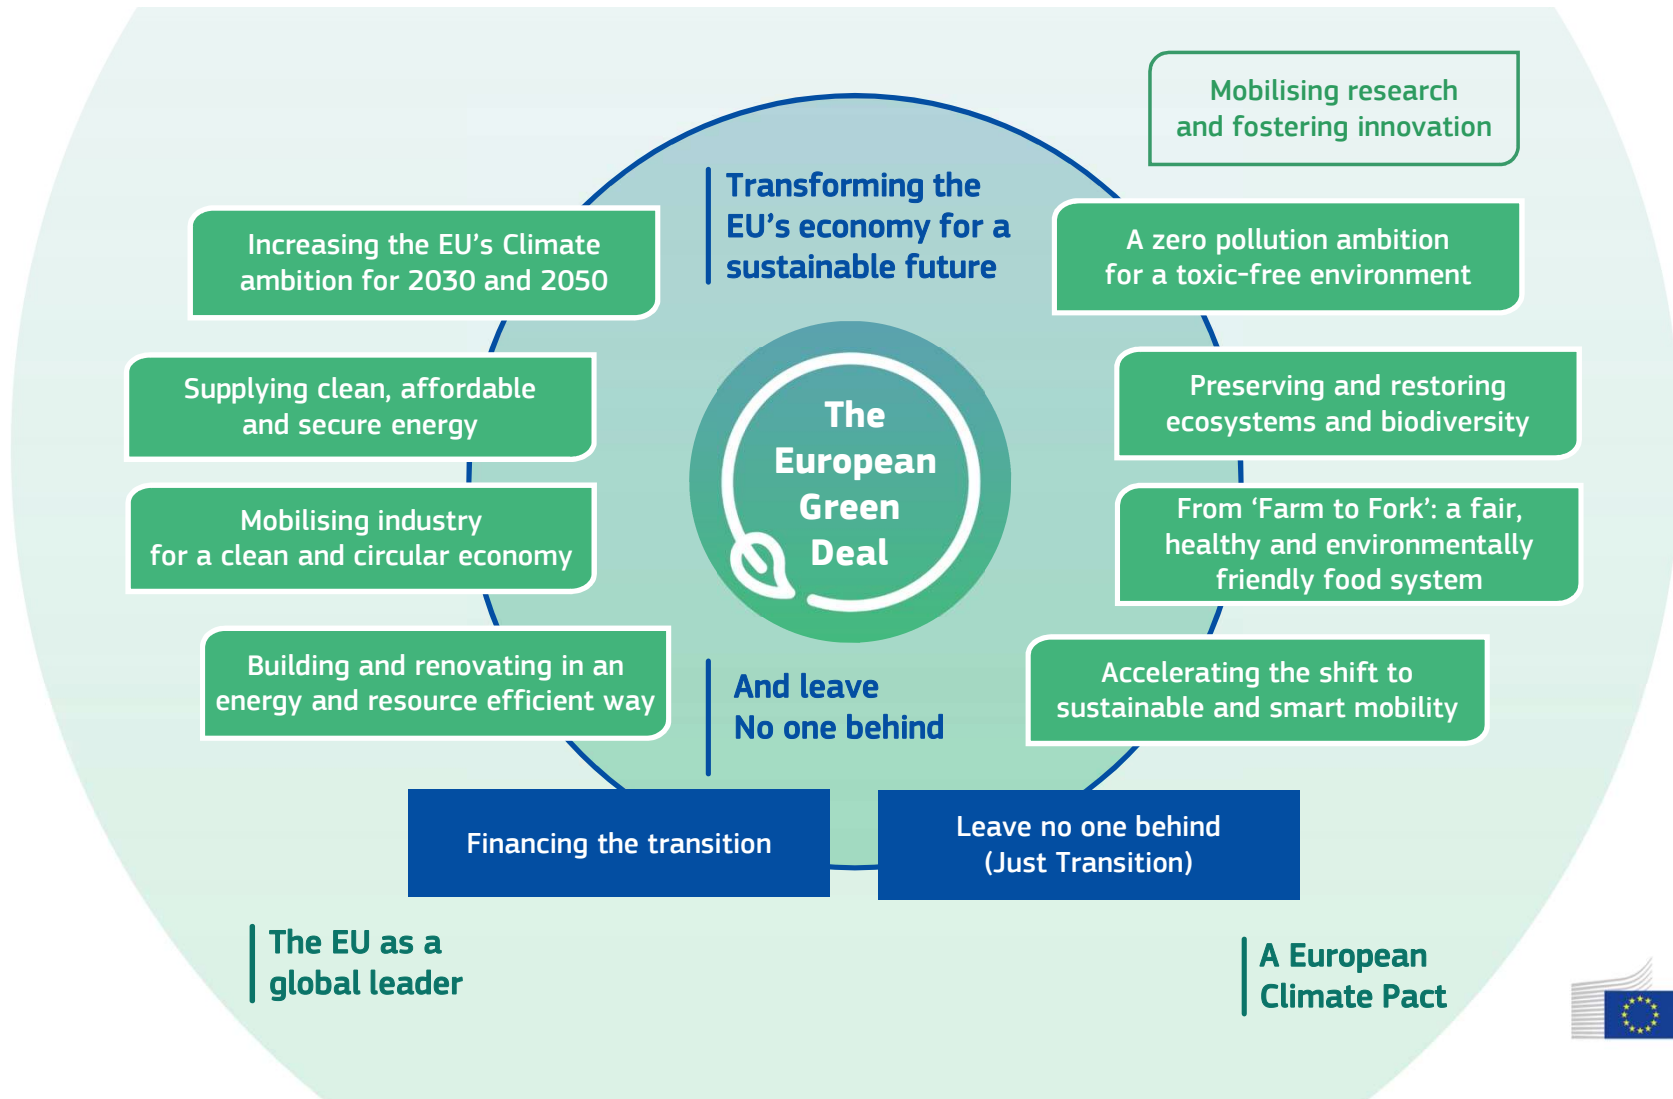 Mobilising research
and fostering innovation
Transforming the
EU's economy for a
sustainable future
Increasing the EU's Climate
ambition for 2030 and 2050
Supplying clean, affordable
and secure energy
Mobilising industry
for a clean and circular economy
Building and renovating in an
energy and resource efficient way
The
European
Green
Deal
A zero pollution ambition
for a toxic-free environment
Preserving and restoring
ecosystems and biodiversity
From ‘Farm to Fork’: a fair,
healthy and environmentally
friendly food system
Accelerating the shift to
sustainable and smart mobility
And leave
No one behind
Financing the transition
Leave no one behind
(Just Transition)
The EU as a
global leader
A European
Climate Pact